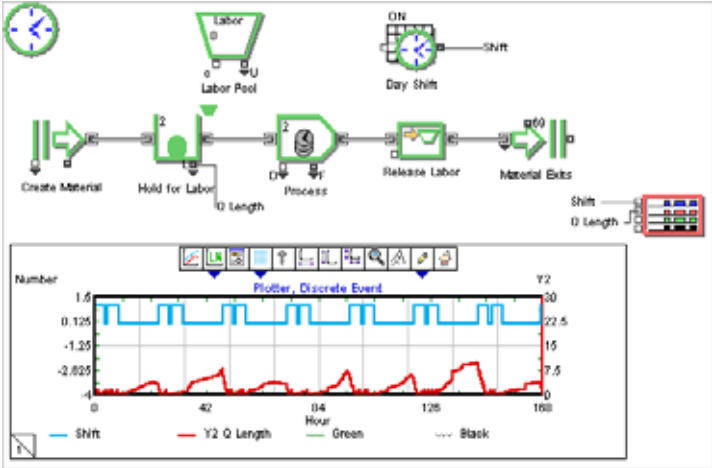 Labor
0
Labor Pool
ON
Shift
Day Shift
Create Material
2
Hold for Labor
Q Length
2
D
F
Process
Release Labor
Material Exits
Shift
Q Length
Number
Plotter, Discrete Event
Y2
1.5
0.125
-1.25
-2.625
-4
30
22.5
15
7.5
0
0
42
84
126
168
Hour
Shift
Y2 Q Length
Green
Black
1